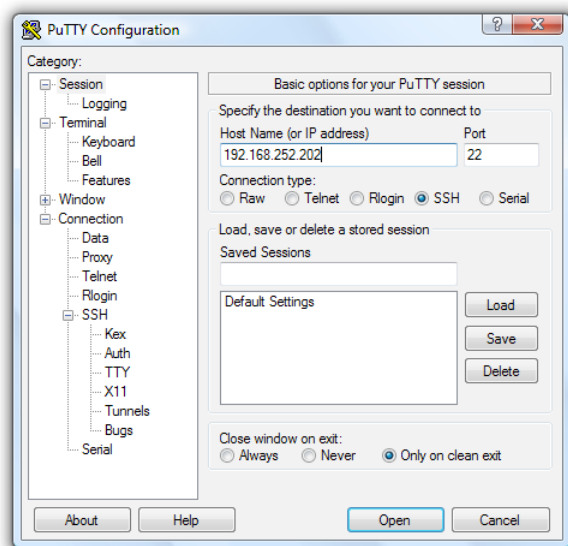 PuTTY Configuration
?
X
Category:
Session
Logging
Terminal
Keyboard
Bell
Features
Window
Connection
Data
Proxy
Telnet
Rlogin
SSH
Kex
Auth
TTY
X11
Tunnels
Bugs
Serial
Basic options for your PuTTY session
Specify the destination you want to connect to
Host Name (or IP address) Port
192.168.252.202 22
Connection type:
Raw Telnet Rlogin SSH Serial
Load, save or delete a stored session
Saved Sessions
Default Settings
Load
Save
Delete
Close window on exit:
Always Never Only on clean exit
About Help Open Cancel